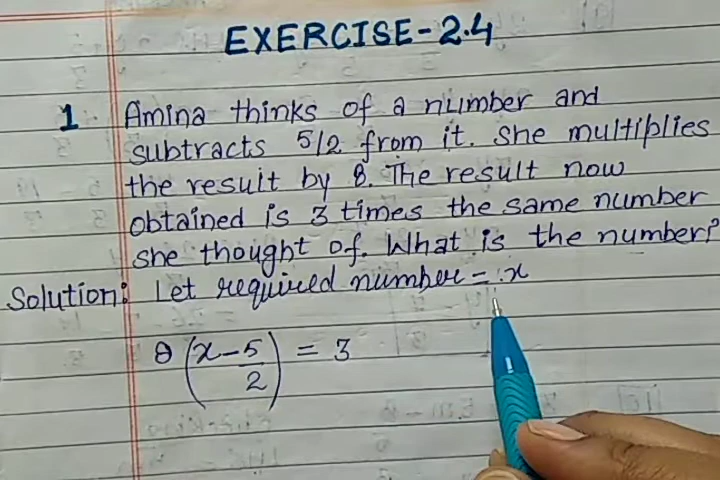 EXERCISE-2.4
1 Amina thinks of a number and
subtracts 5/2 from it. She multiplies
the result by 8. The result now
obtained is 3 times the same number
she thought of. What is the number?
Solution: Let required number = x
8 (x - 5/2) = 3